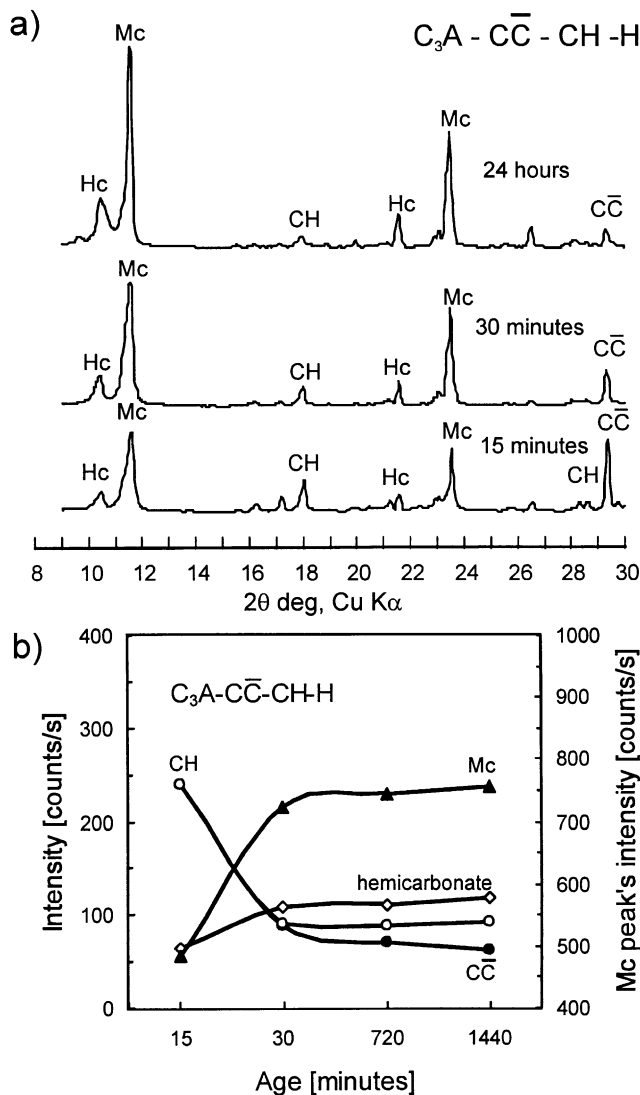 a)
C₃A - CC̅ - CH -H
Mc
Mc
24 hours
Hc
Hc
CH
CC̅
Mc
Mc
30 minutes
CC̅
Hc
CH
Hc
Mc
CC̅
Mc
15 minutes
Hc
CH
Hc
CH
8 10 12 14 16 18 20 22 24 26 28 30
2θ deg, Cu Kα
b)
400 1000
C₃A-CC̅-CH-H
900
300
CH
Mc
800
200
700
hemicarbonate
600
100
500
CC̅
0 400
15 30 720 1440
Age [minutes]
Intensity [counts/s]
Mc peak's intensity [counts/s]